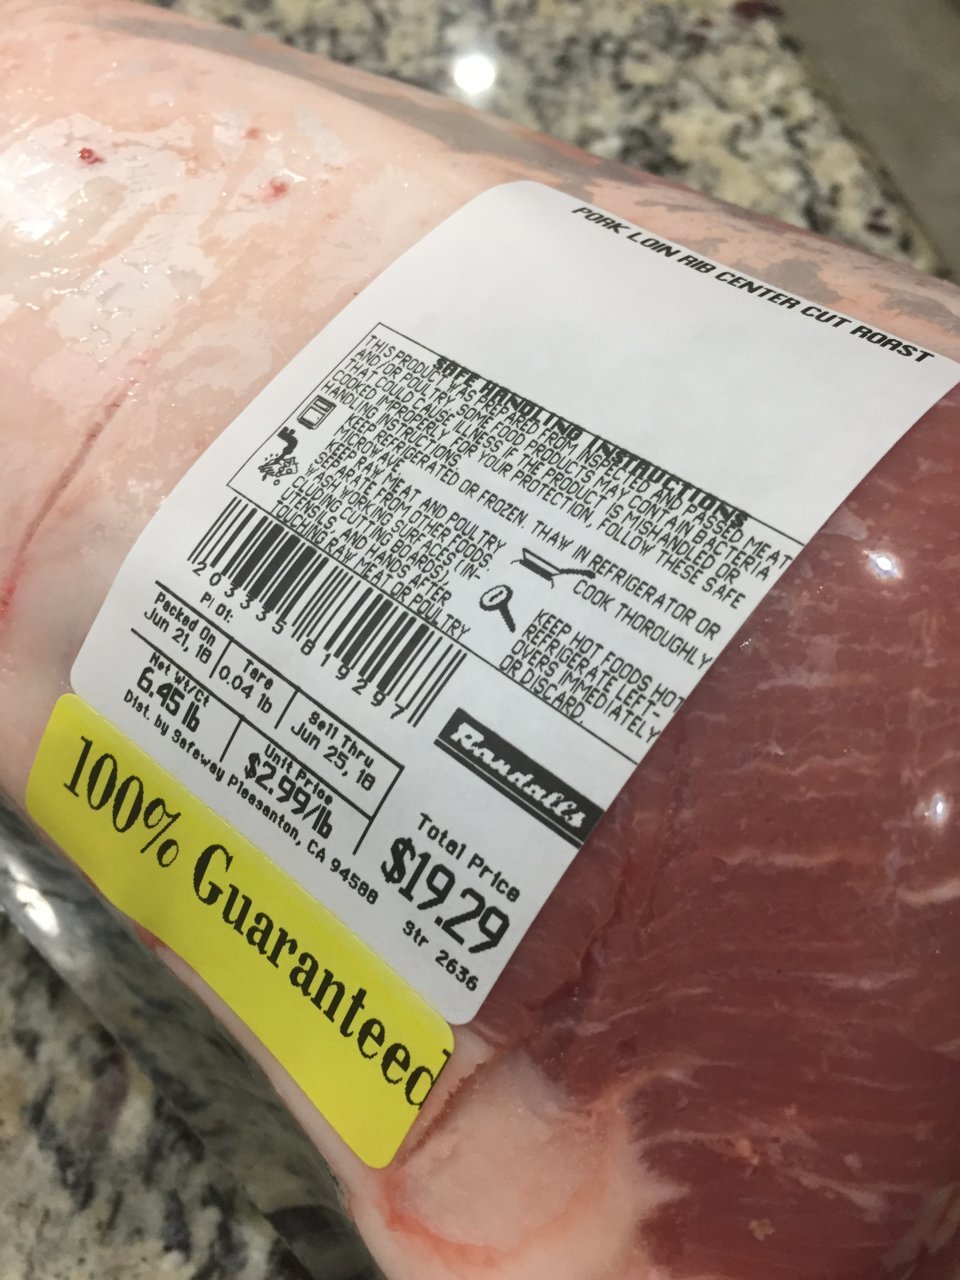 PORK LOIN RIB CENTER CUT ROAST
SAFE HANDLING INSTRUCTIONS
THIS PRODUCT WAS PREPARED FROM INSPECTED AND PASSED MEAT
AND/OR POULTRY. SOME FOOD PRODUCTS MAY CONTAIN BACTERIA
THAT COULD CAUSE ILLNESS IF THE PRODUCT IS MISHANDLED OR
COOKED IMPROPERLY. FOR YOUR PROTECTION, FOLLOW THESE SAFE
HANDLING INSTRUCTIONS.
KEEP REFRIGERATED OR FROZEN. THAW IN REFRIGERATOR OR
MICROWAVE.
KEEP RAW MEAT AND POULTRY
SEPARATE FROM OTHER FOODS.
WASH WORKING SURFACES (IN-
CLUDING CUTTING BOARDS),
UTENSILS, AND HANDS AFTER
TOUCHING RAW MEAT OR POULTRY
COOK THOROUGHLY
KEEP HOT FOODS HOT
REFRIGERATE LEFT-
OVERS IMMEDIATELY
OR DISCARD.
2 03335 81929 7
Pl 01:
Packed On
Jun 21, 18
Tare
0.04 lb
Sell Thru
Jun 25, 18
Net Wt/Ct
6.45 lb
Unit Price
$2.99/lb
Dist. by Safeway Pleasanton, CA 94588
Randall's
Total Price
$19.29
Str 2636
100% Guaranteed